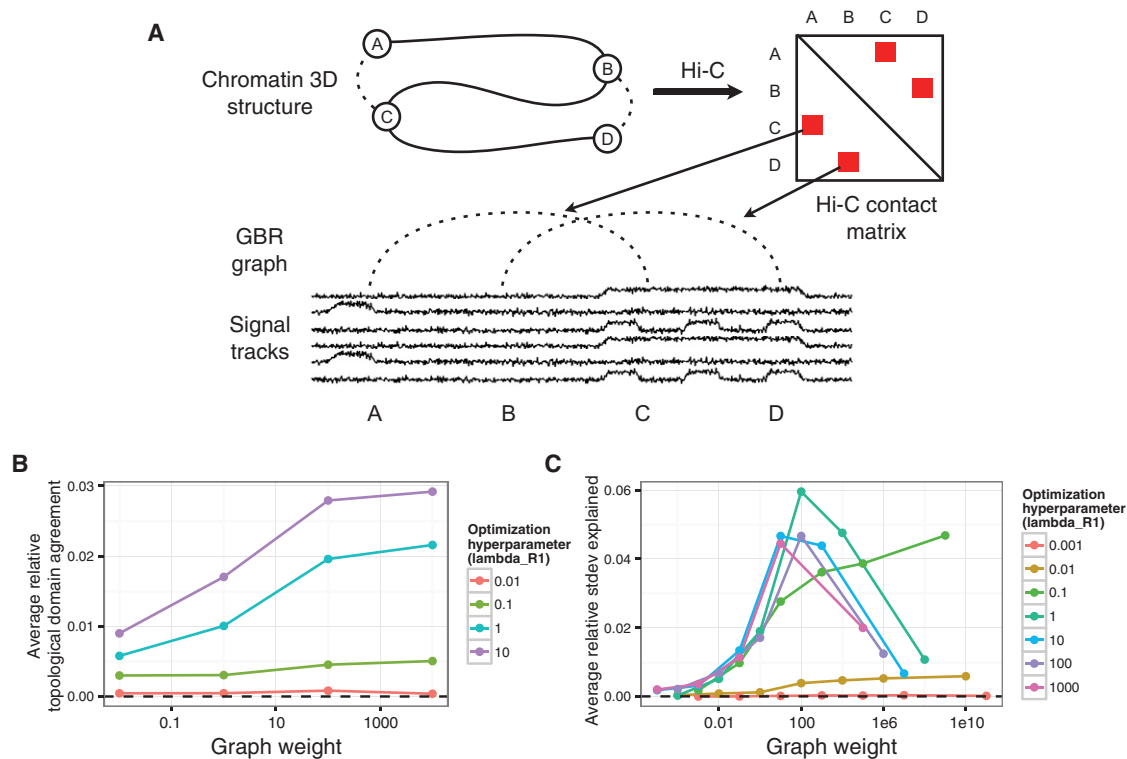 A
Chromatin 3D
structure
A
B
C
D
Hi-C
A B C D
A
B
C
D
Hi-C contact
matrix
GBR
graph
Signal
tracks
A B C D
B
Average relative
topological domain agreement
0.03
0.02
0.01
0.00
0.1 10 1000
Graph weight
Optimization
hyperparameter
(lambda_R1)
0.01
0.1
1
10
C
Average relative stdev explained
0.06
0.04
0.02
0.00
0.01 100 1e6 1e10
Graph weight
Optimization
hyperparameter
(lambda_R1)
0.001
0.01
0.1
1
10
100
1000